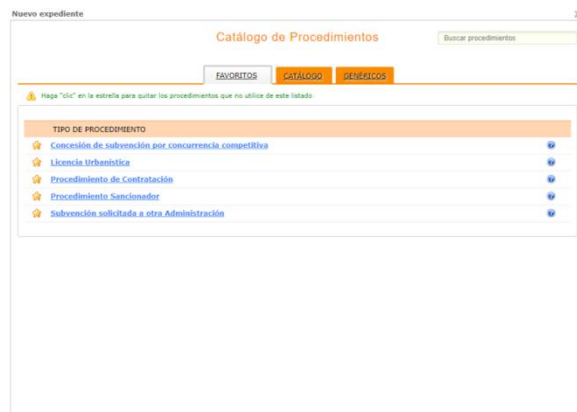 Nuevo expediente
Catálogo de Procedimientos
Buscar procedimientos
FAVORITOS CATÁLOGO GENÉRICOS
Haga "clic" en la estrella para quitar los procedimientos que no utilice de este listado
TIPO DE PROCEDIMIENTO
Concesión de subvención por concurrencia competitiva
Licencia Urbanística
Procedimiento de Contratación
Procedimiento Sancionador
Subvención solicitada a otra Administración